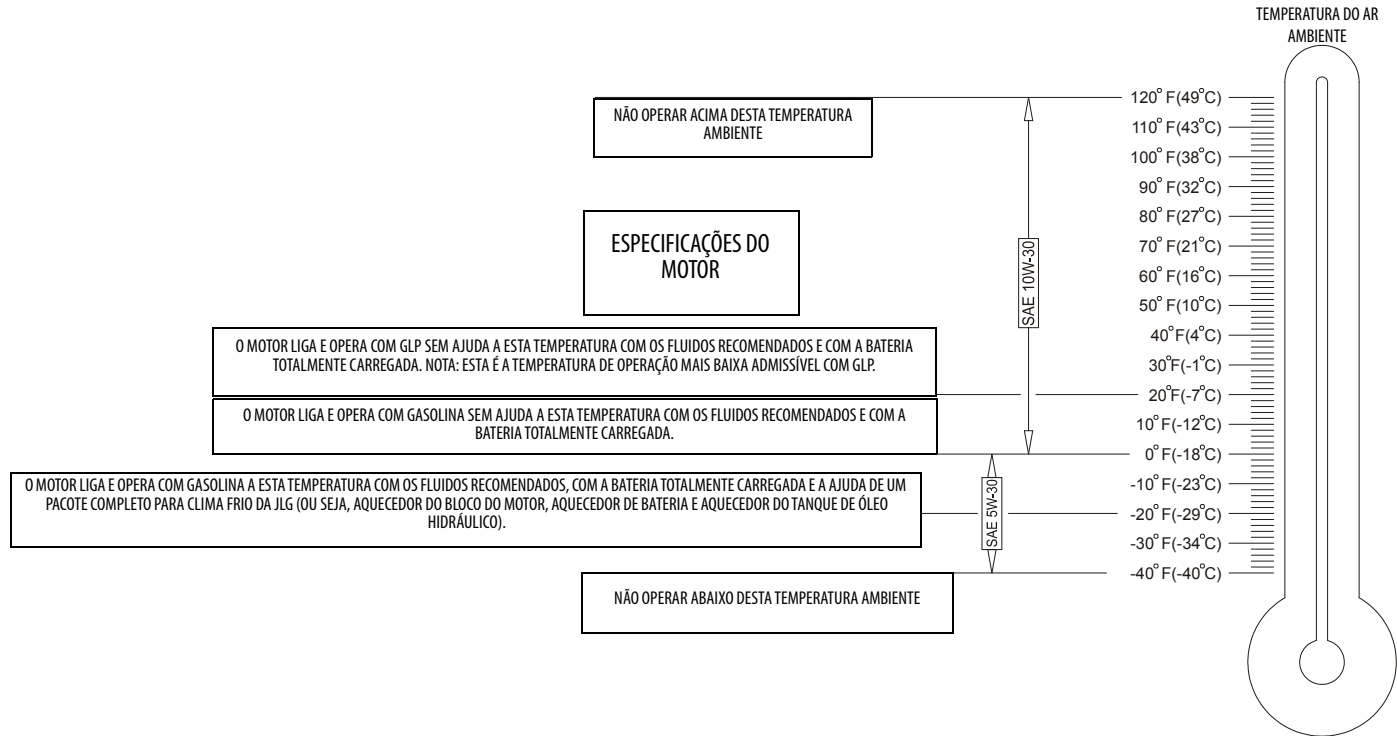 TEMPERATURA DO AR
AMBIENTE
120° F(49°C)
NÃO OPERAR ACIMA DESTA TEMPERATURA
AMBIENTE
110° F(43°C)
100° F(38°C)
90° F(32°C)
80° F(27°C)
ESPECIFICAÇÕES DO
MOTOR
70° F(21°C)
60° F(16°C)
50° F(10°C)
SAE 10W-30
40°F(4°C)
O MOTOR LIGA E OPERA COM GLP SEM AJUDA A ESTA TEMPERATURA COM OS FLUIDOS RECOMENDADOS E COM A BATERIA
TOTALMENTE CARREGADA. NOTA: ESTA É A TEMPERATURA DE OPERAÇÃO MAIS BAIXA ADMISSÍVEL COM GLP.
30°F(-1°C)
20°F(-7°C)
O MOTOR LIGA E OPERA COM GASOLINA SEM AJUDA A ESTA TEMPERATURA COM OS FLUIDOS RECOMENDADOS E COM A
BATERIA TOTALMENTE CARREGADA.
10° F(-12°C)
0° F(-18°C)
O MOTOR LIGA E OPERA COM GASOLINA A ESTA TEMPERATURA COM OS FLUIDOS RECOMENDADOS, COM A BATERIA TOTALMENTE CARREGADA E A AJUDA DE UM
PACOTE COMPLETO PARA CLIMA FRIO DA JLG (OU SEJA, AQUECEDOR DO BLOCO DO MOTOR, AQUECEDOR DE BATERIA E AQUECEDOR DO TANQUE DE ÓLEO
HIDRÁULICO).
SAE 5W-30
-10° F(-23°C)
-20° F(-29°C)
-30° F(-34°C)
-40° F(-40°C)
NÃO OPERAR ABAIXO DESTA TEMPERATURA AMBIENTE